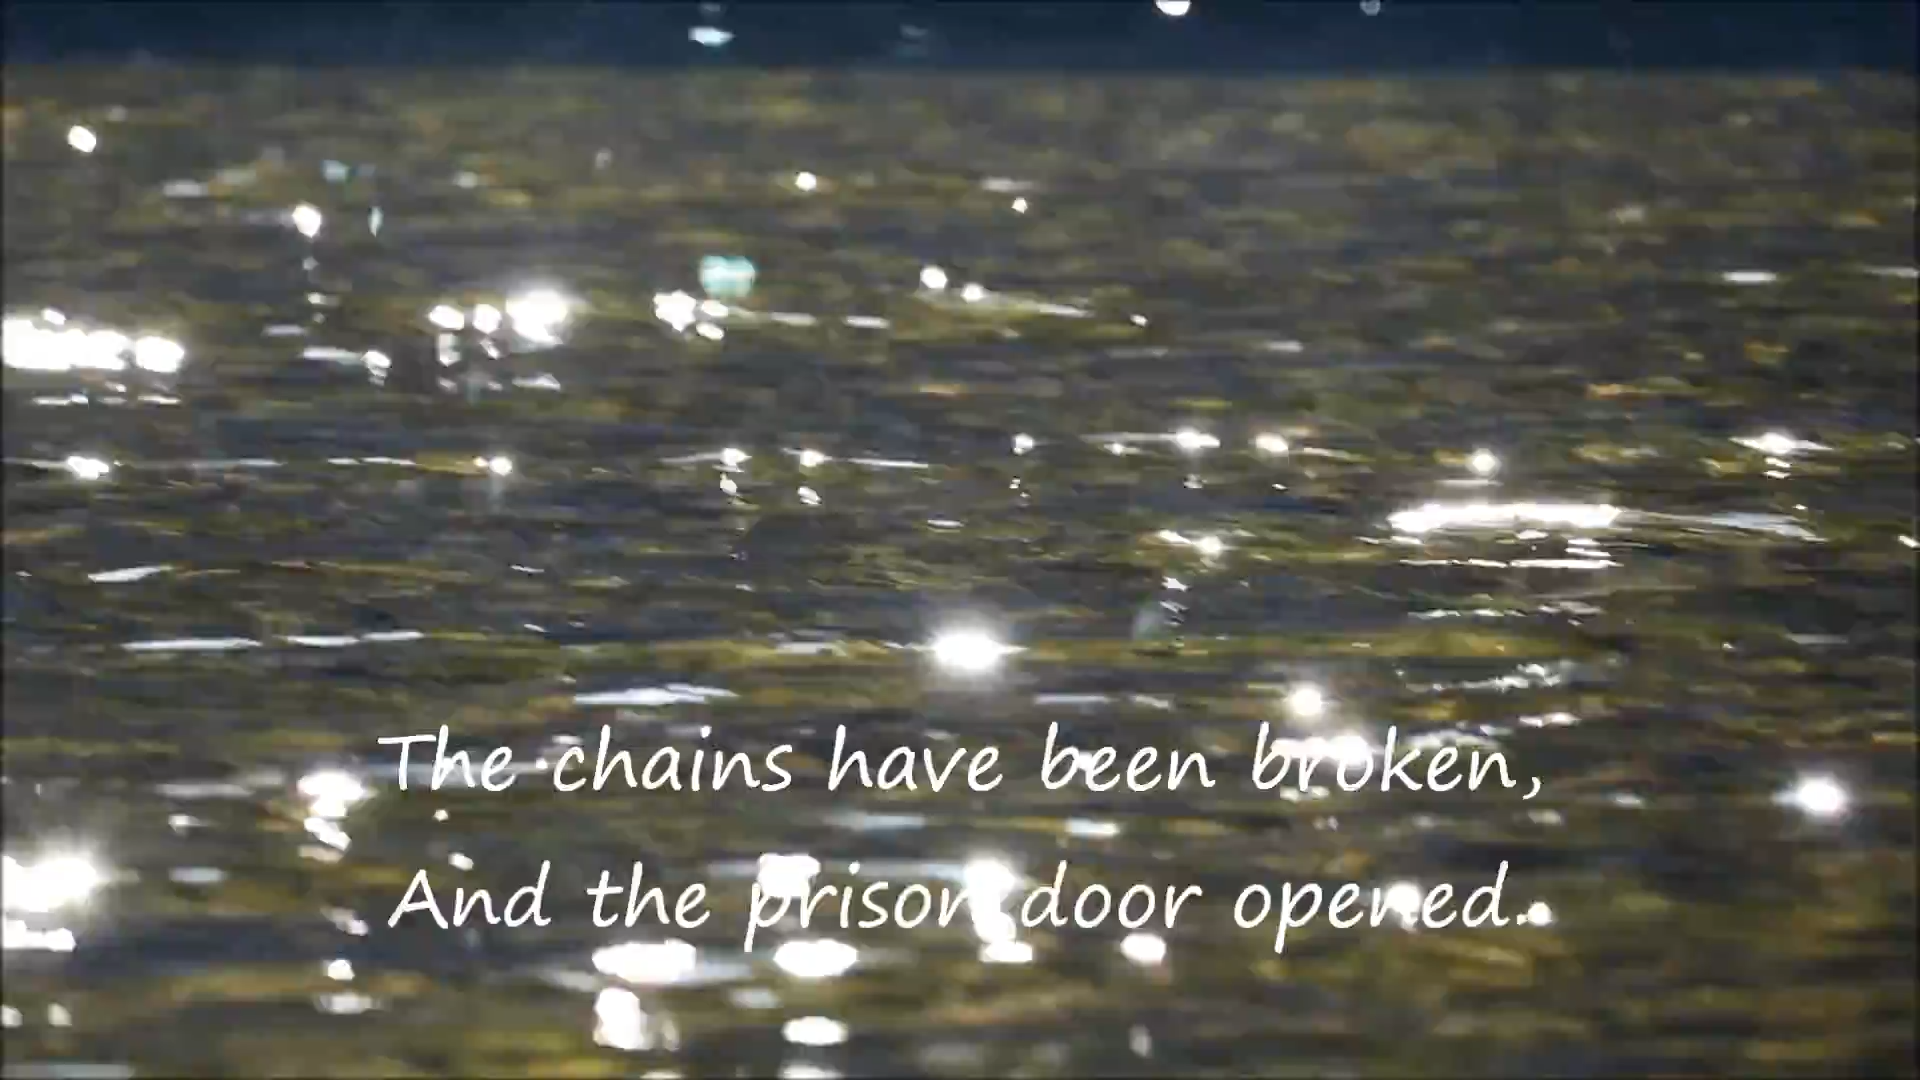 The chains have been broken,
And the prison door opened.